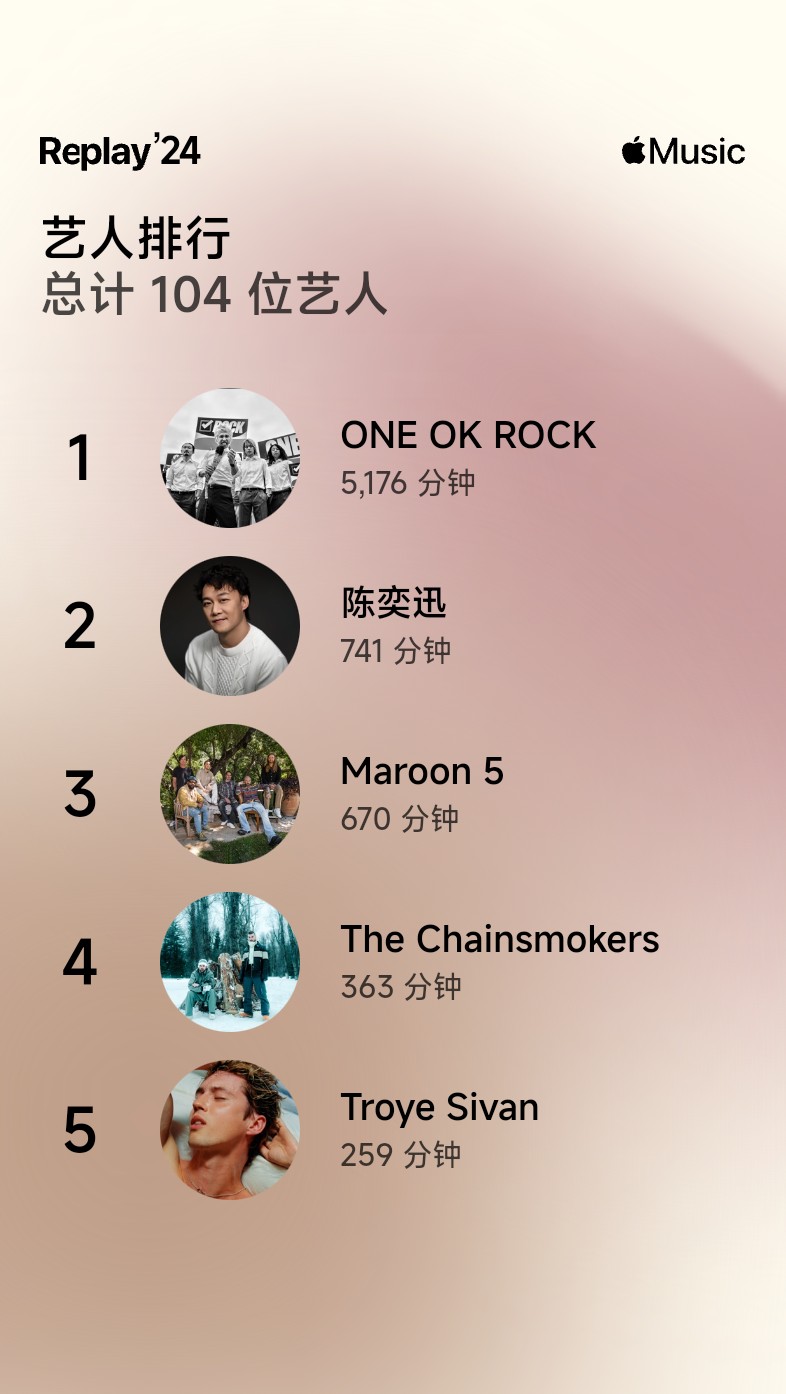 Replay’24
Music
艺人排行
总计 104 位艺人
1
ROCK
ONE
ONE OK ROCK
5,176 分钟
2
陈奕迅
741 分钟
3
Maroon 5
670 分钟
4
The Chainsmokers
363 分钟
5
Troye Sivan
259 分钟